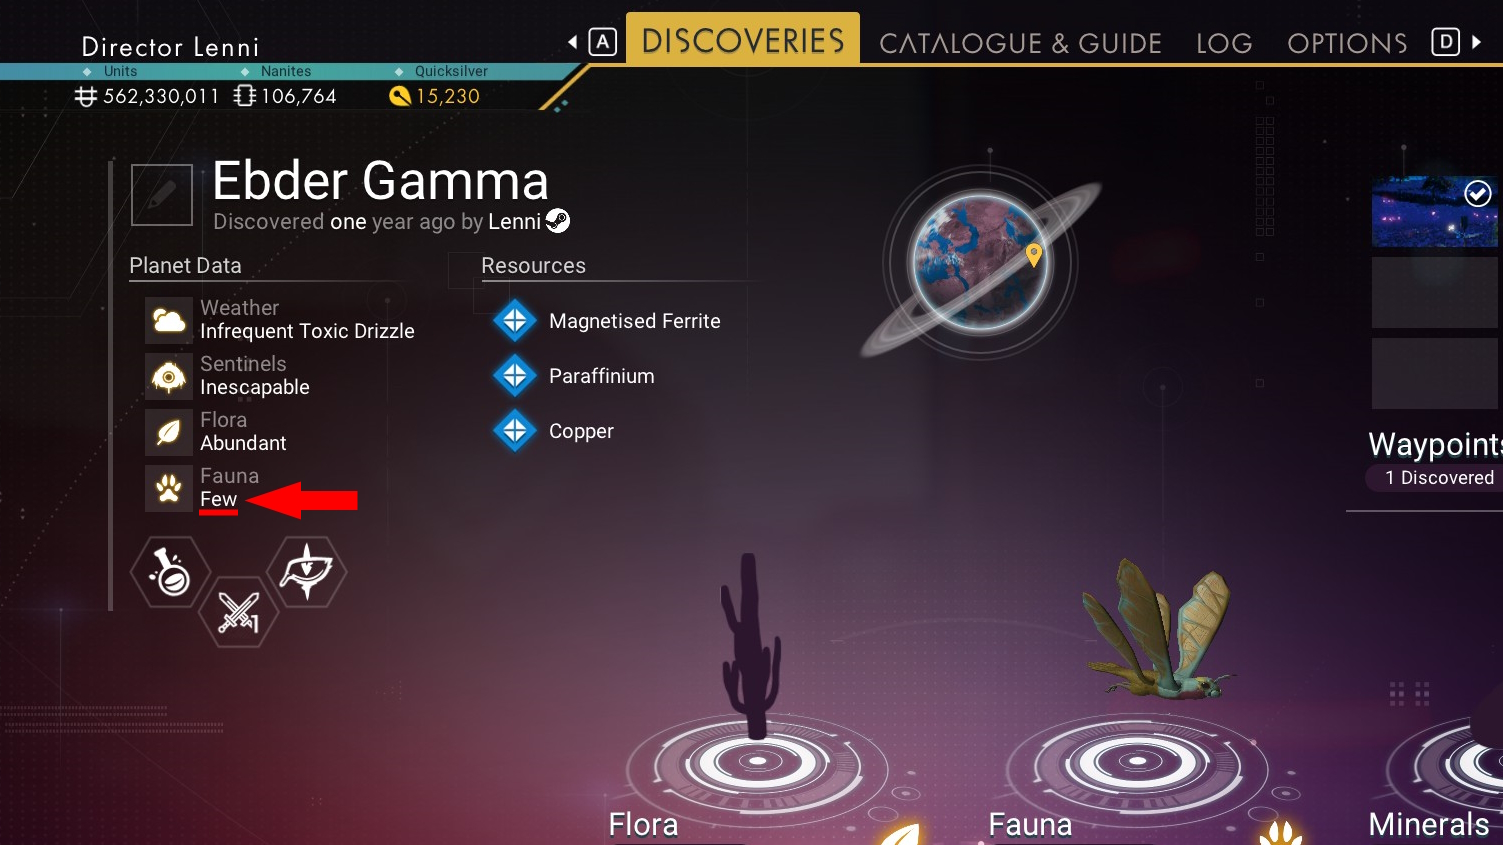 Director Lenni
Units Nanites Quicksilver
562,330,011 106,764 15,230
A DISCOVERIES CATALOGUE & GUIDE LOG OPTIONS D
Ebder Gamma
Discovered one year ago by Lenni
Planet Data
Weather
Infrequent Toxic Drizzle
Sentinels
Inescapable
Flora
Abundant
Fauna
Few
Resources
Magnetised Ferrite
Paraffinium
Copper
Waypoints
1 Discovered
Flora
Fauna
Minerals